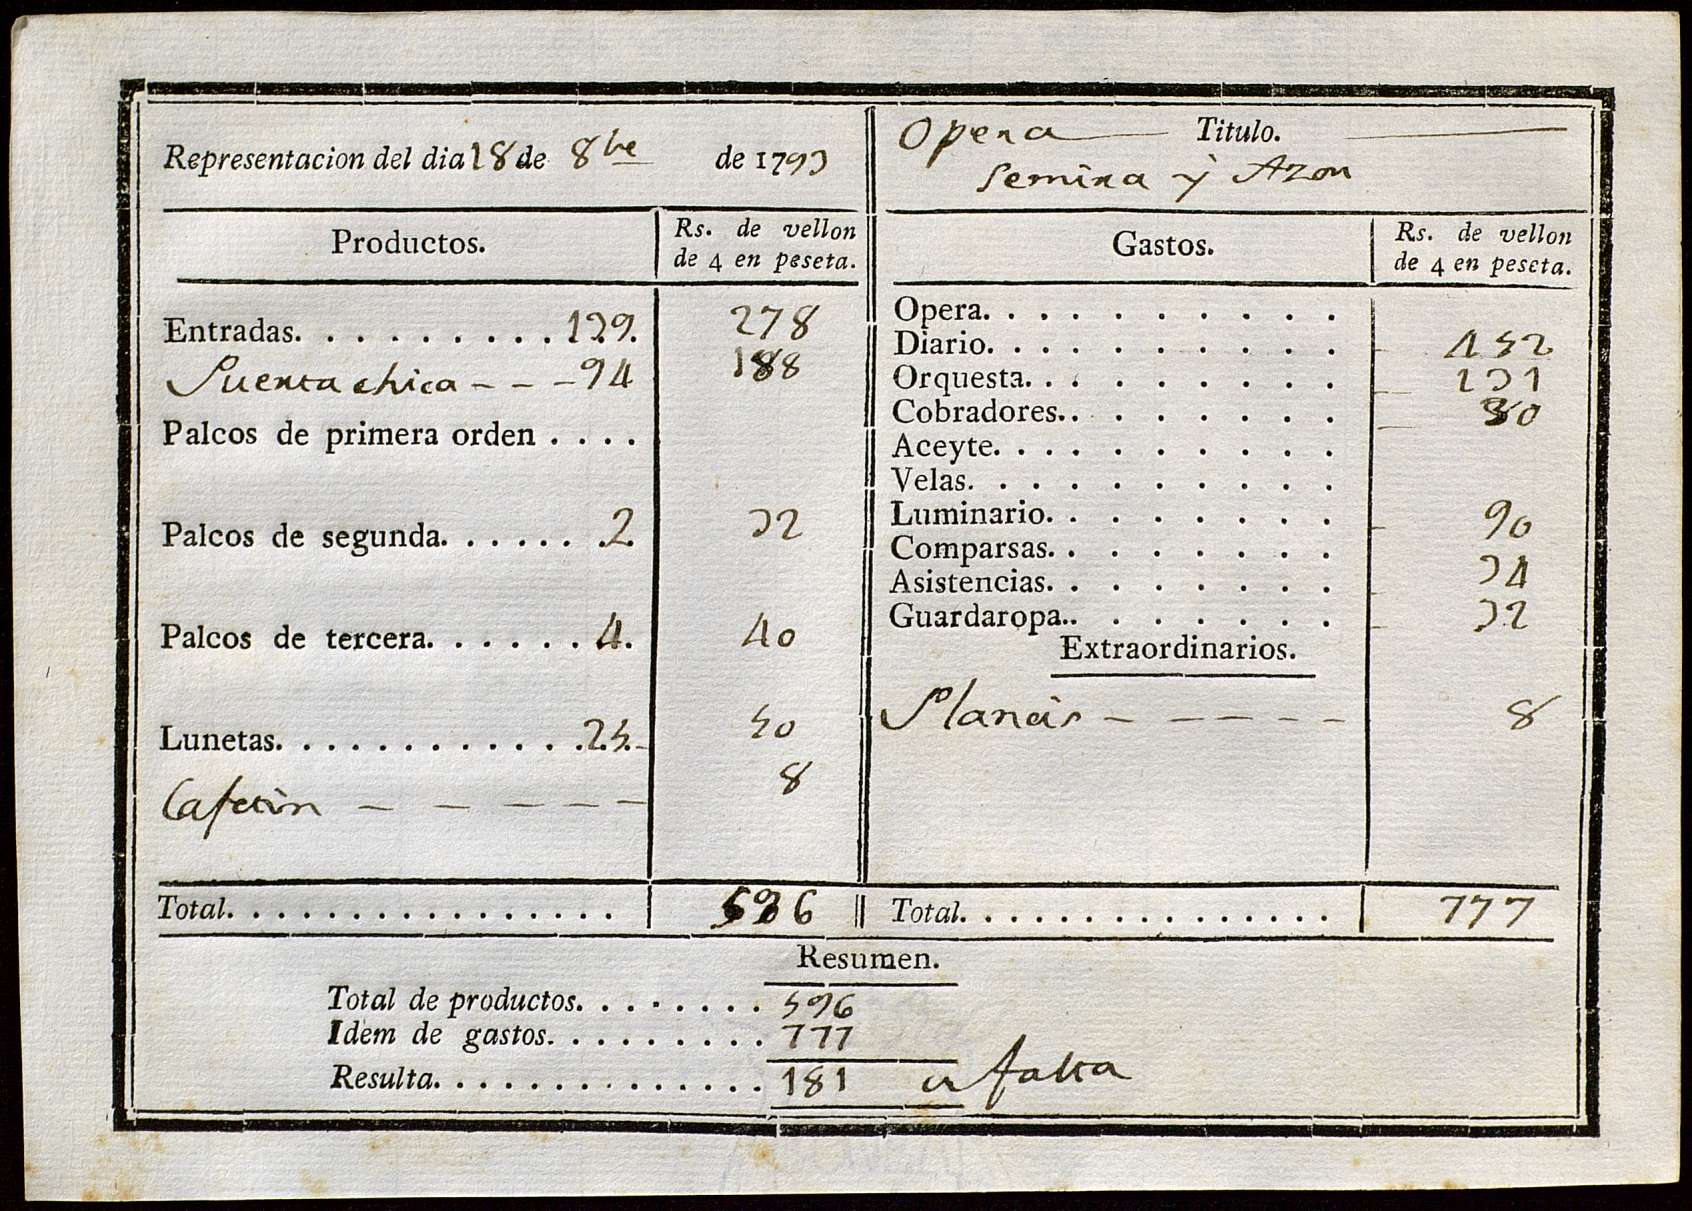 Representacion del dia 18 de 8bre de 1793
Opera Titulo.
Semira y Azor
Productos. Rs. de vellon de 4 en peseta.
Entradas. . . . . . . . . 139. 278
Puerta chica - - - 94 188
Palcos de primera orden . . . .
Palcos de segunda. . . . . . . 2. 32
Palcos de tercera. . . . . . 4. 40
Lunetas. . . . . . . . . . . . 25. 50
Cafetin - - - - - - 8
Total. . . . . . . . . . . . . . . . 596
Gastos. Rs. de vellon de 4 en peseta.
Opera. . . . . . . . . .
Diario. . . . . . . . . . 452
Orquesta. . . . . . . . . 131
Cobradores.. . . . . . . 30
Aceyte. . . . . . . . . .
Velas. . . . . . . . . .
Luminario. . . . . . . . 90
Comparsas. . . . . . . .
Asistencias. . . . . . . . 34
Guardaropa.. . . . . . . 32
Extraordinarios.
- - - - - - 8
Total. . . . . . . . . . . . . . . 777
Resumen.
Total de productos. . . . . . . . 596
Idem de gastos. . . . . . . . . 777
Resulta. . . . . . . . . . . . . . 181 en falta